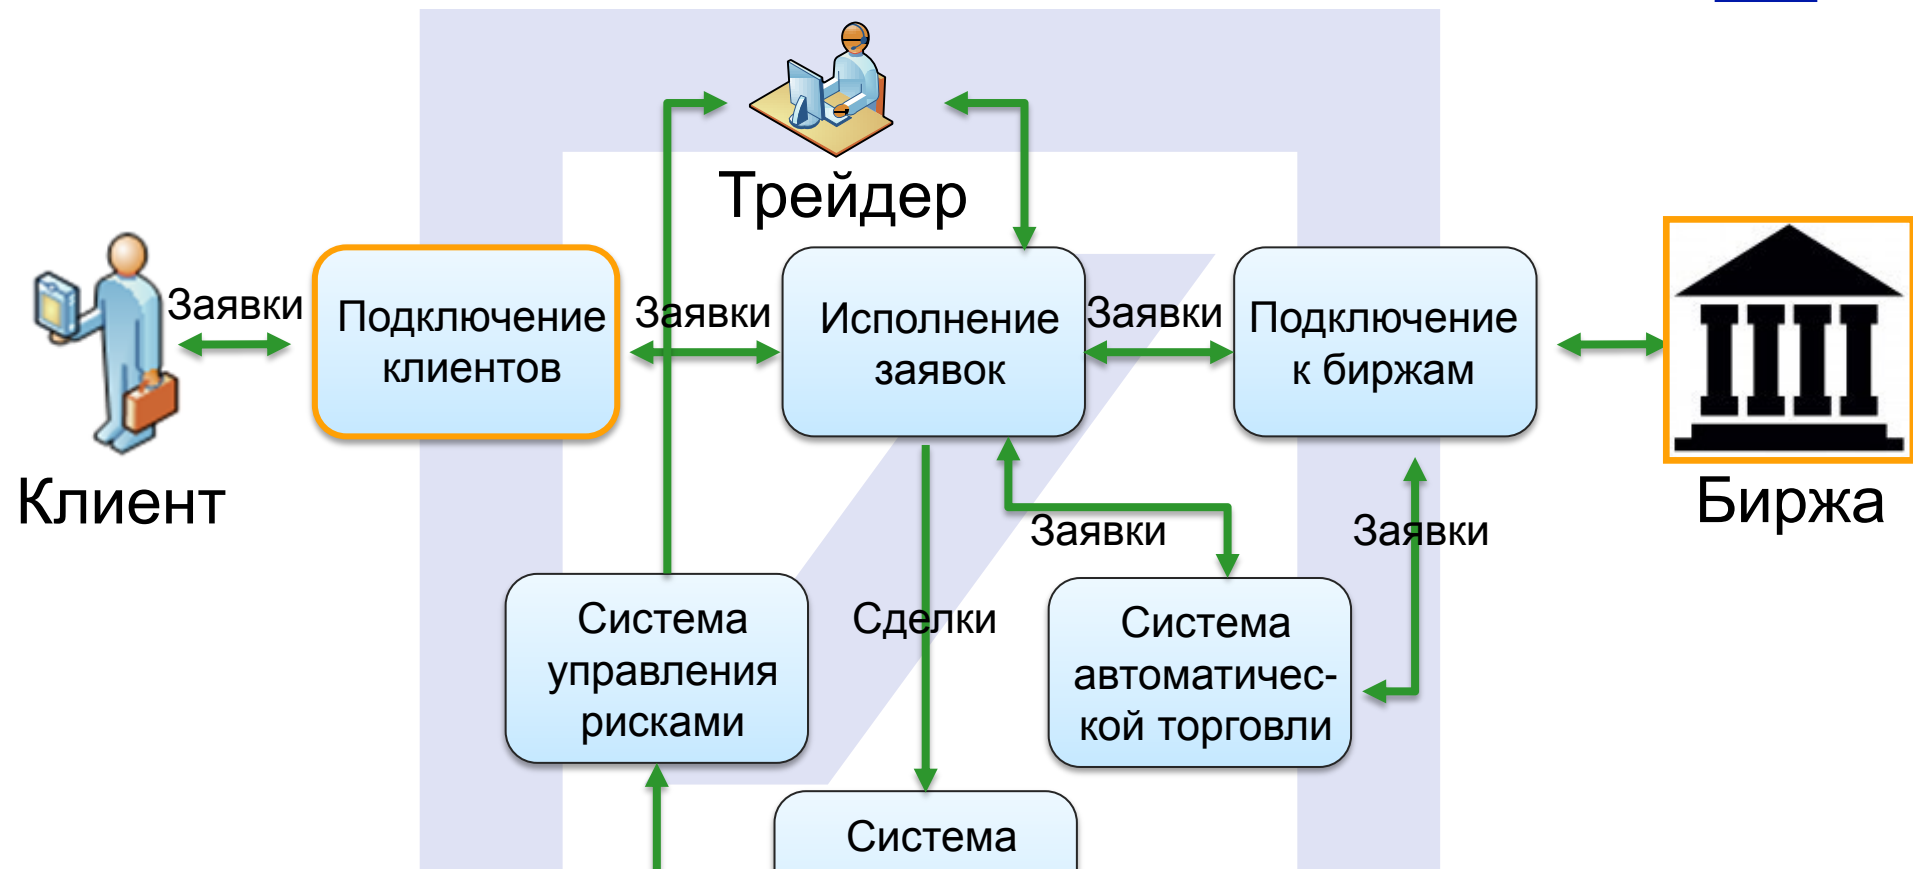 Трейдер
Заявки
Подключение
клиентов
Заявки
Исполнение
заявок
Заявки
Подключение
к биржам
Клиент
Биржа
Заявки
Заявки
Система
управления
рисками
Сделки
Система
автоматичес-
кой торговли
Система